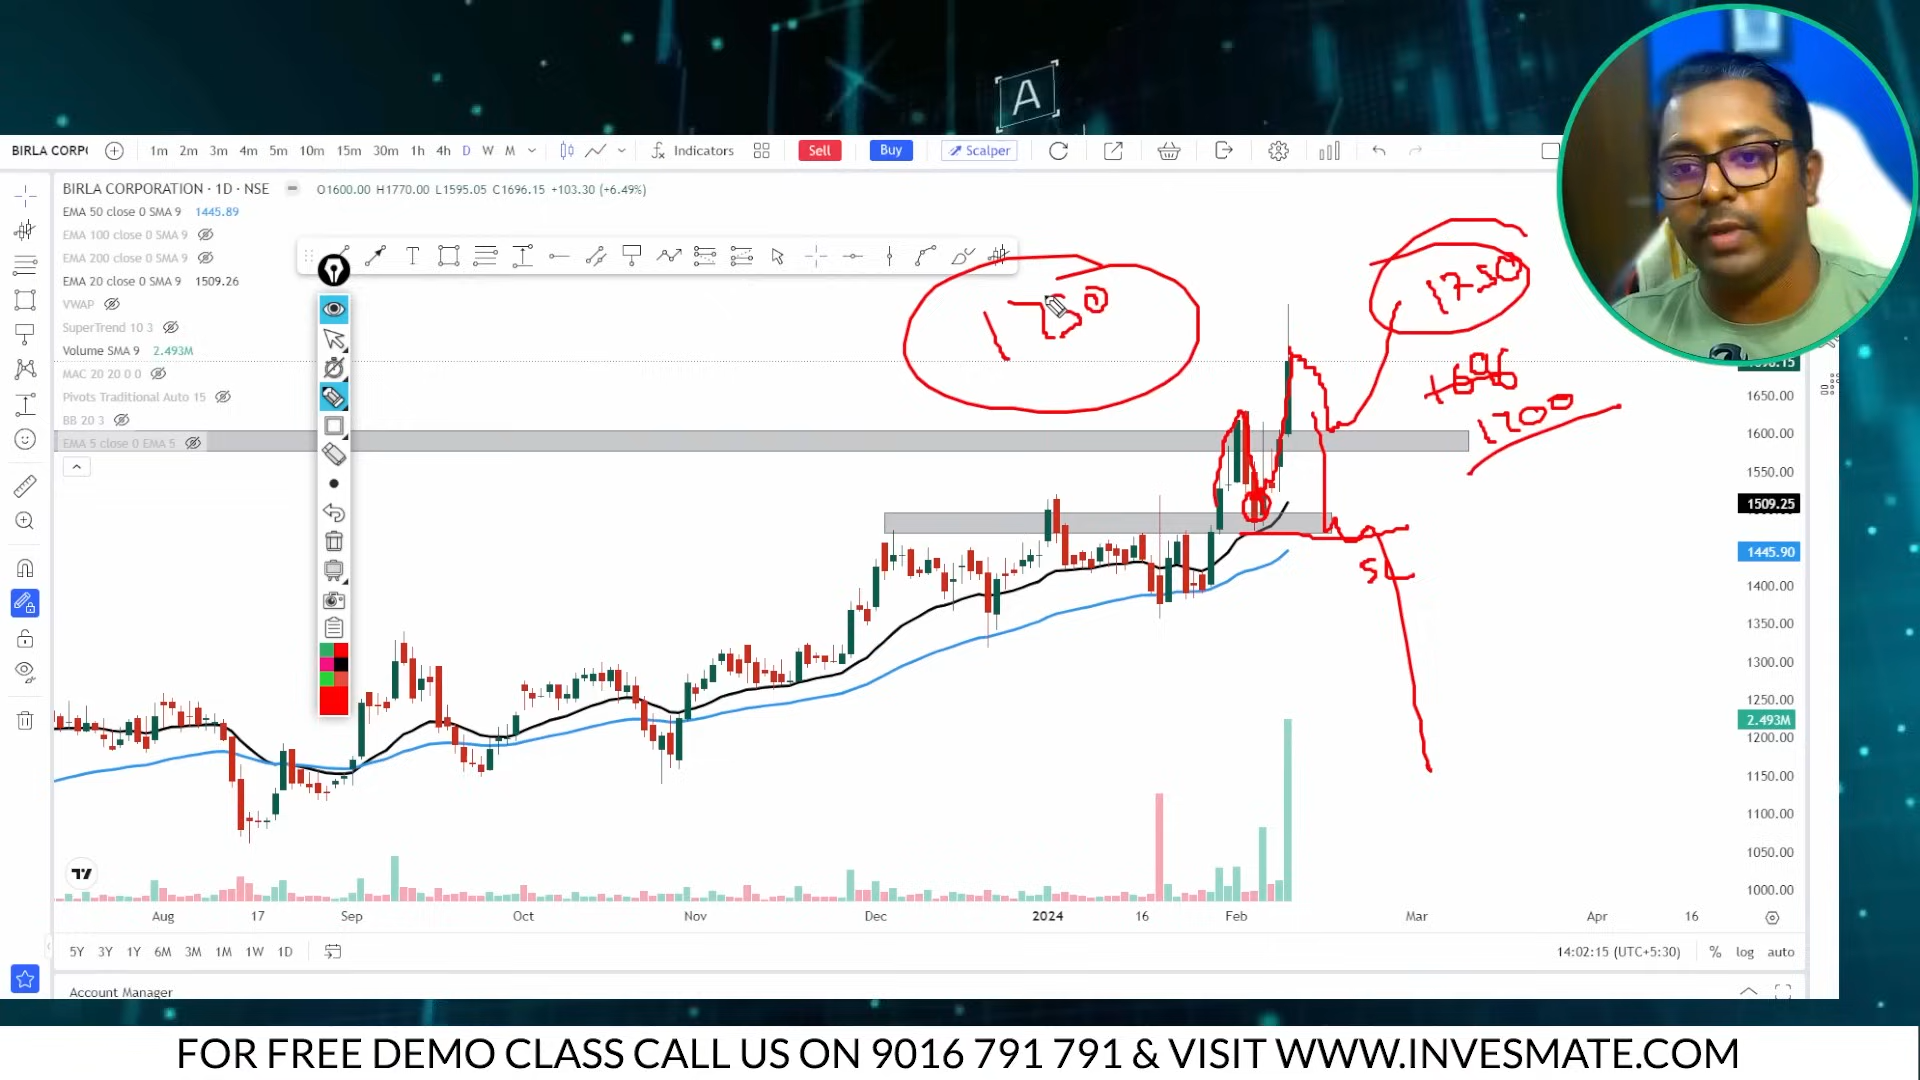 A
BIRLA CORP
1m 2m 3m 4m 5m 10m 15m 30m 1h 4h D W M
Indicators
Sell
Buy
Scalper
BIRLA CORPORATION · 1D · NSE
O1600.00 H1770.00 L1595.05 C1696.15 +103.30 (+6.49%)
EMA 50 close 0 SMA 9 1445.89
EMA 100 close 0 SMA 9
EMA 200 close 0 SMA 9
EMA 20 close 0 SMA 9 1509.26
VWAP
SuperTrend 10 3
Volume SMA 9 2.493M
MAC 20 20 0 0
Pivots Traditional Auto 15
BB 20 3
EMA 5 close 0 EMA 5
T
1750
1696
1700
SL
1650.00
1600.00
1550.00
1509.25
1445.90
1400.00
1350.00
1300.00
1250.00
2.493M
1200.00
1150.00
1100.00
1050.00
1000.00
Aug 17 Sep Oct Nov Dec 2024 16 Feb Mar Apr 16
5Y 3Y 1Y 6M 3M 1M 1W 1D
14:02:15 (UTC+5:30) % log auto
Account Manager
FOR FREE DEMO CLASS CALL US ON 9016 791 791 & VISIT WWW.INVESMATE.COM